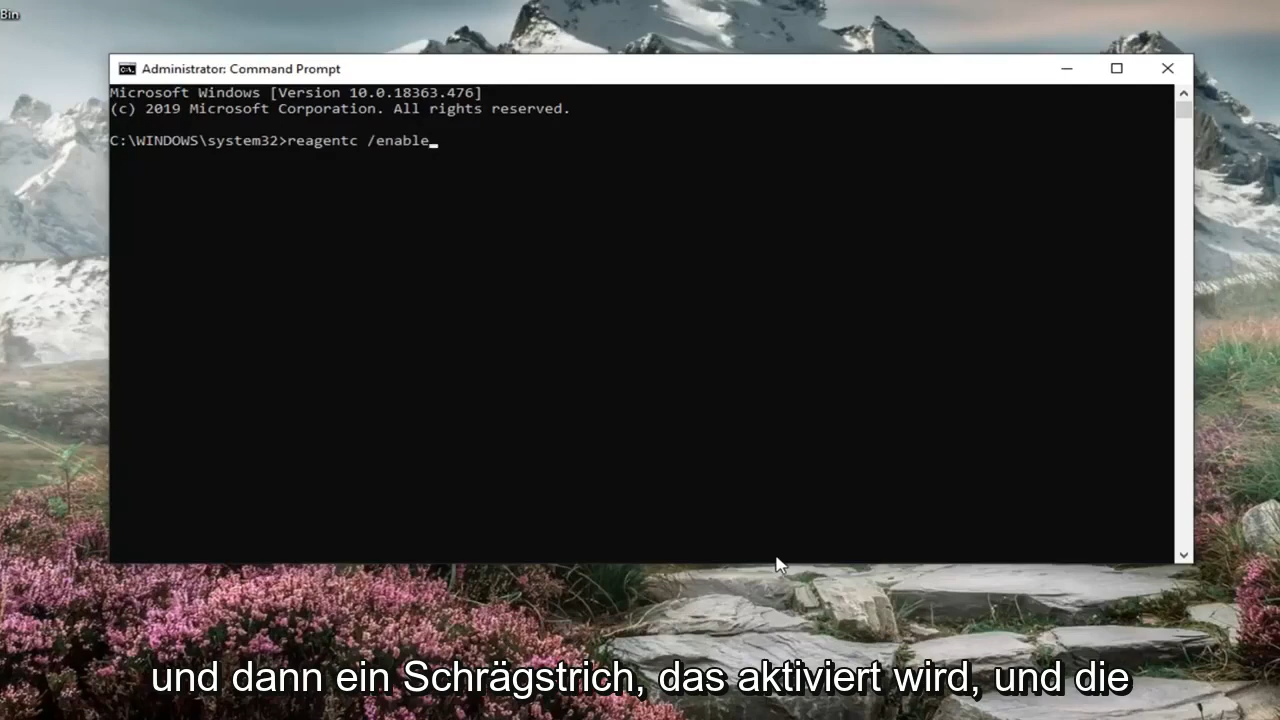 Bin
Administrator: Command Prompt
Microsoft Windows [Version 10.0.18363.476]
(c) 2019 Microsoft Corporation. All rights reserved.
C:\WINDOWS\system32>reagentc /enable
und dann ein Schrägstrich, das aktiviert wird, und die